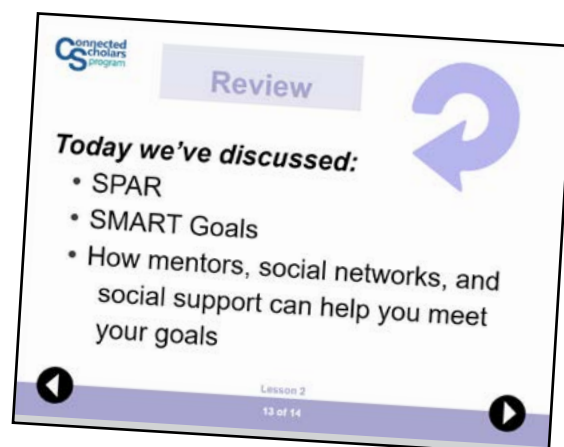 Connected
Scholars
program
Review
Today we've discussed:
• SPAR
• SMART Goals
• How mentors, social networks, and
social support can help you meet
your goals
Lesson 2
13 of 14